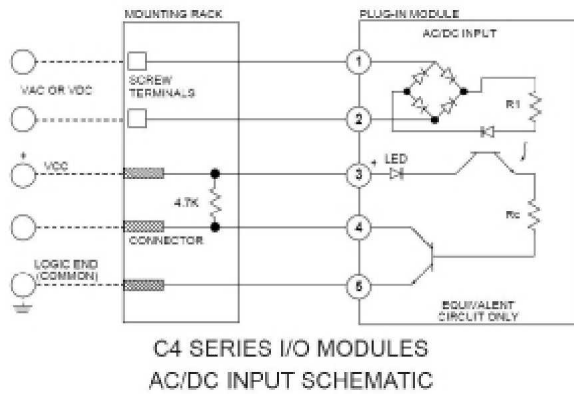 MOUNTING RACK
PLUG-IN MODULE
AC/DC INPUT
1
SCREW
TERMINALS
VAC OR VDC
R1
2
+
VCC
3
+ LED
4.7K
Rc
4
CONNECTOR
LOGIC END
(COMMON)
5
EQUIVALENT
CIRCUIT ONLY
C4 SERIES I/O MODULES
AC/DC INPUT SCHEMATIC